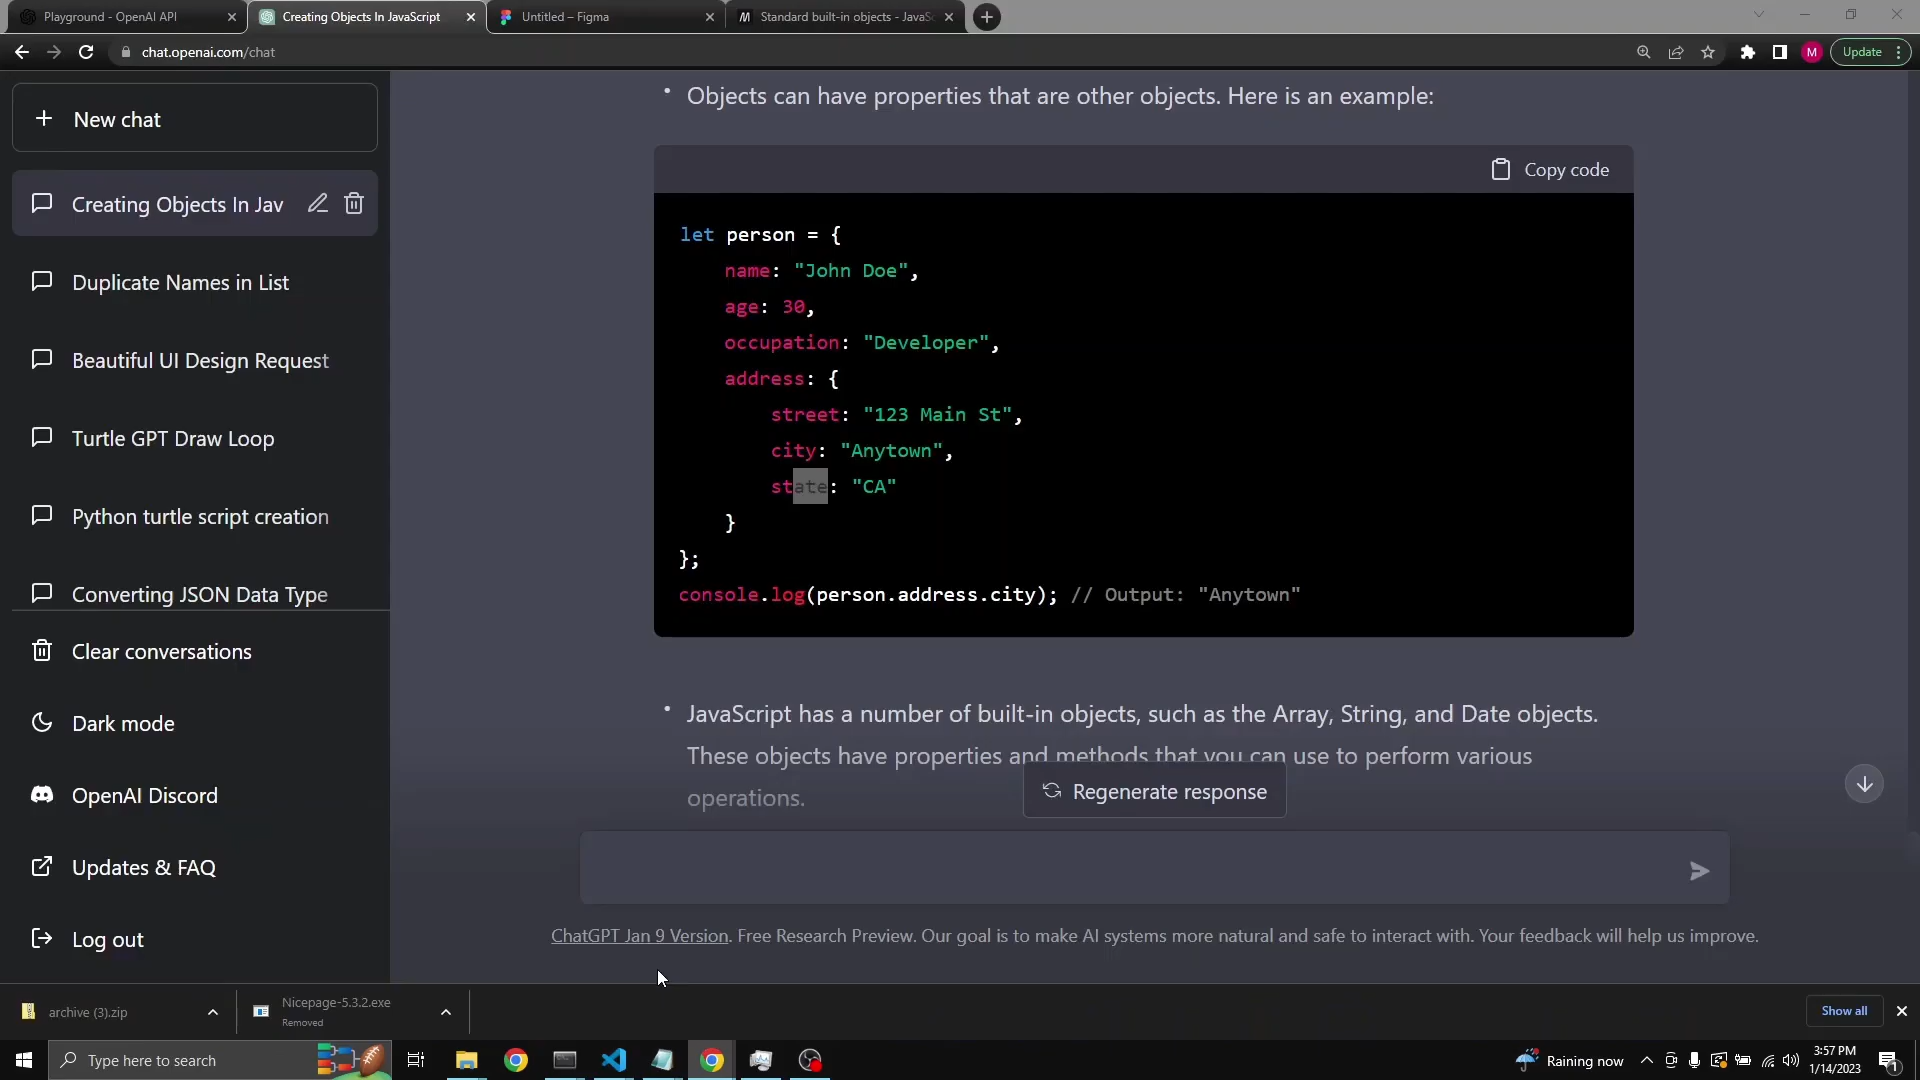 Playground - OpenAI API
Creating Objects In JavaScript
Untitled – Figma
Standard built-in objects - JavaSc
chat.openai.com/chat
M
Update
New chat
Creating Objects In Jav
Duplicate Names in List
Beautiful UI Design Request
Turtle GPT Draw Loop
Python turtle script creation
Converting JSON Data Type
Clear conversations
Dark mode
OpenAI Discord
Updates & FAQ
Log out
• Objects can have properties that are other objects. Here is an example:
Copy code
let person = {
name: "John Doe",
age: 30,
occupation: "Developer",
address: {
street: "123 Main St",
city: "Anytown",
state: "CA"
}
};
console.log(person.address.city); // Output: "Anytown"
• JavaScript has a number of built-in objects, such as the Array, String, and Date objects.
These objects have properties and methods that you can use to perform various
operations.
Regenerate response
ChatGPT Jan 9 Version. Free Research Preview. Our goal is to make AI systems more natural and safe to interact with. Your feedback will help us improve.
archive (3).zip
Nicepage-5.3.2.exe
Removed
Show all
Type here to search
Raining now
3:57 PM
1/14/2023
1